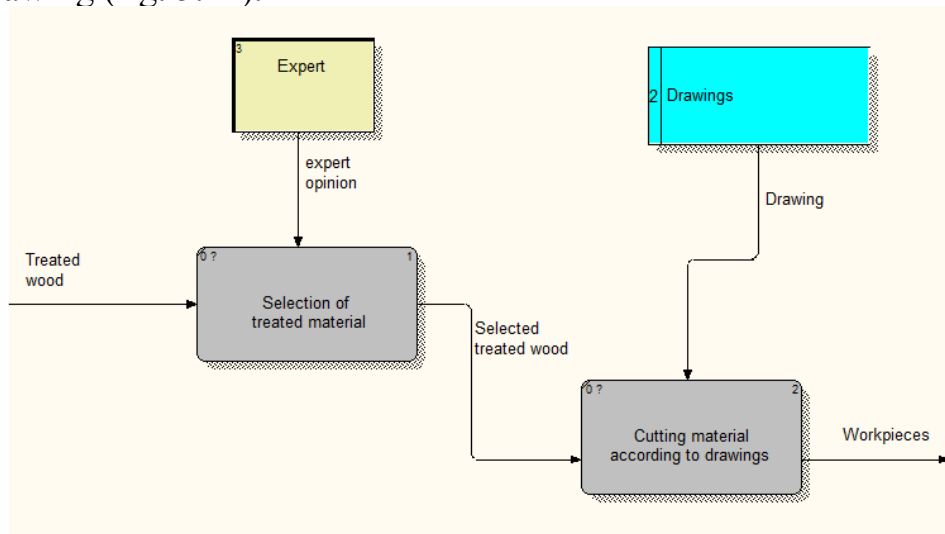 3
Expert
2
Drawings
expert
opinion
Drawing
Treated
wood
0 ?
1
Selection of
treated material
Selected
treated wood
0 ?
2
Cutting material
according to drawings
Workpieces